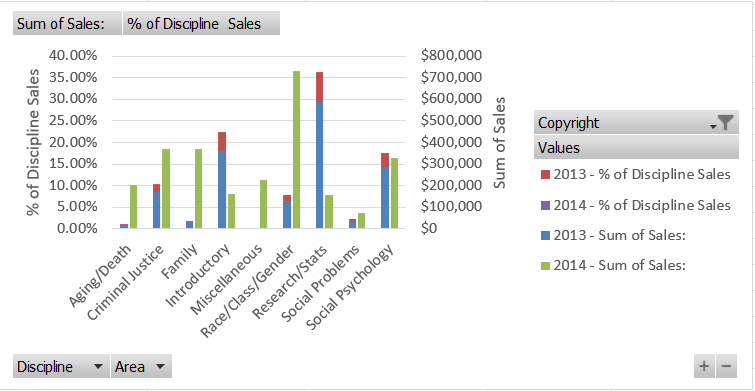 Sum of Sales: % of Discipline Sales
% of Discipline Sales
40.00%
35.00%
30.00%
25.00%
20.00%
15.00%
10.00%
5.00%
0.00%
$800,000
$700,000
$600,000
$500,000
$400,000
$300,000
$200,000
$100,000
$0
Sum of Sales
Aging/Death
Criminal Justice
Family
Introductory
Miscellaneous
Race/Class/Gender
Research/Stats
Social Problems
Social Psychology
Copyright
Values
2013 - % of Discipline Sales
2014 - % of Discipline Sales
2013 - Sum of Sales:
2014 - Sum of Sales:
Discipline Area
+ −